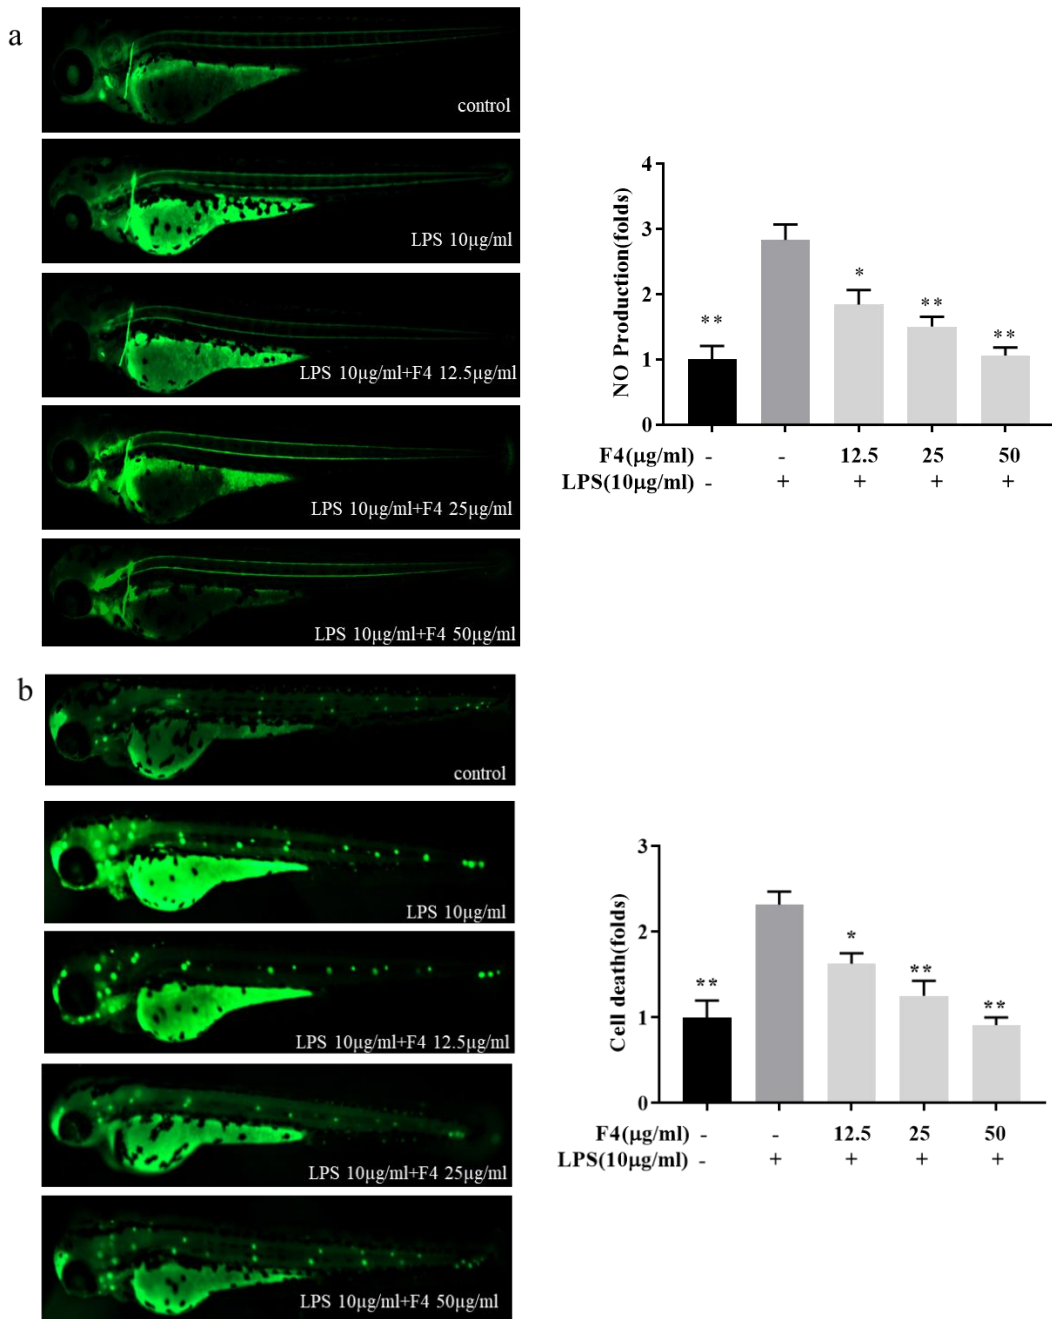 a
control
LPS 10μg/ml
LPS 10μg/ml+F4 12.5μg/ml
LPS 10μg/ml+F4 25μg/ml
LPS 10μg/ml+F4 50μg/ml
NO Production(folds)
4
3
2
1
0
** * ** **
F4(μg/ml) - - 12.5 25 50
LPS(10μg/ml) - + + + +
b
control
LPS 10μg/ml
LPS 10μg/ml+F4 12.5μg/ml
LPS 10μg/ml+F4 25μg/ml
LPS 10μg/ml+F4 50μg/ml
Cell death(folds)
3
2
1
0
** * ** **
F4(μg/ml) - - 12.5 25 50
LPS(10μg/ml) - + + + +